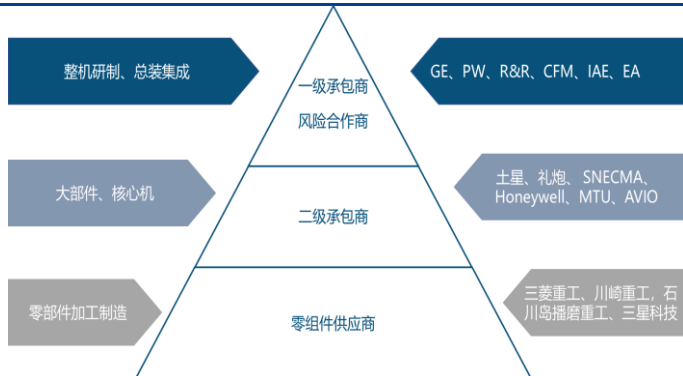 整机研制、总装集成
一级承包商
风险合作商
GE、PW、R&R、CFM、IAE、EA
大部件、核心机
二级承包商
土星、礼炮、 SNECMA、
Honeywell、MTU、AVIO
零部件加工制造
零组件供应商
三菱重工、川崎重工，石
川岛播磨重工、三星科技